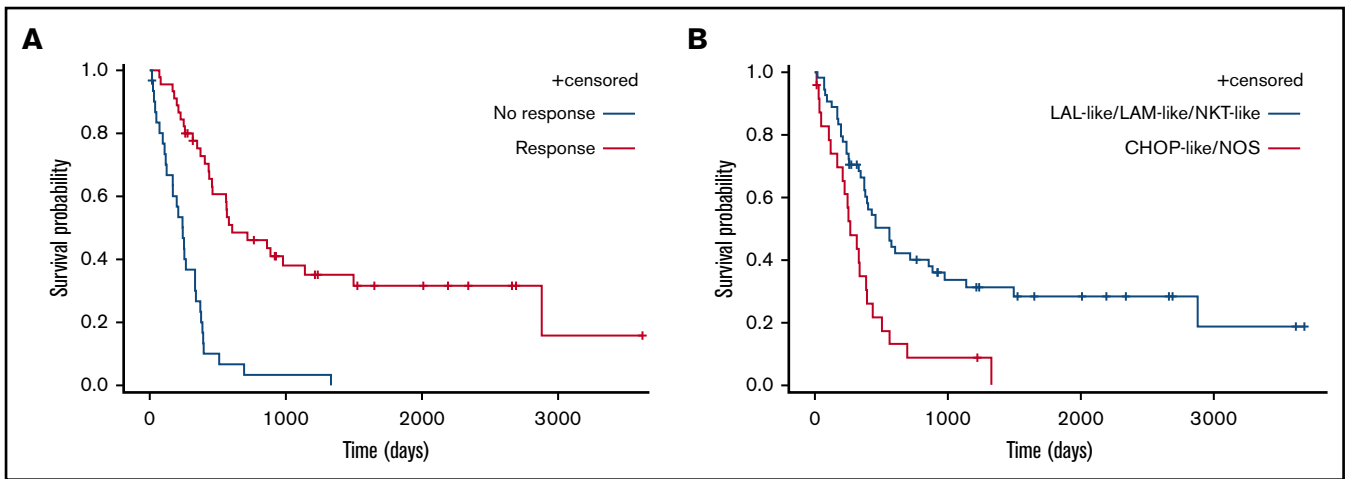 A
Survival probability
1.0
0.8
0.6
0.4
0.2
0.0
+censored
No response
Response
0 1000 2000 3000
Time (days)
B
Survival probability
1.0
0.8
0.6
0.4
0.2
0.0
+censored
LAL-like/LAM-like/NKT-like
CHOP-like/NOS
0 1000 2000 3000
Time (days)